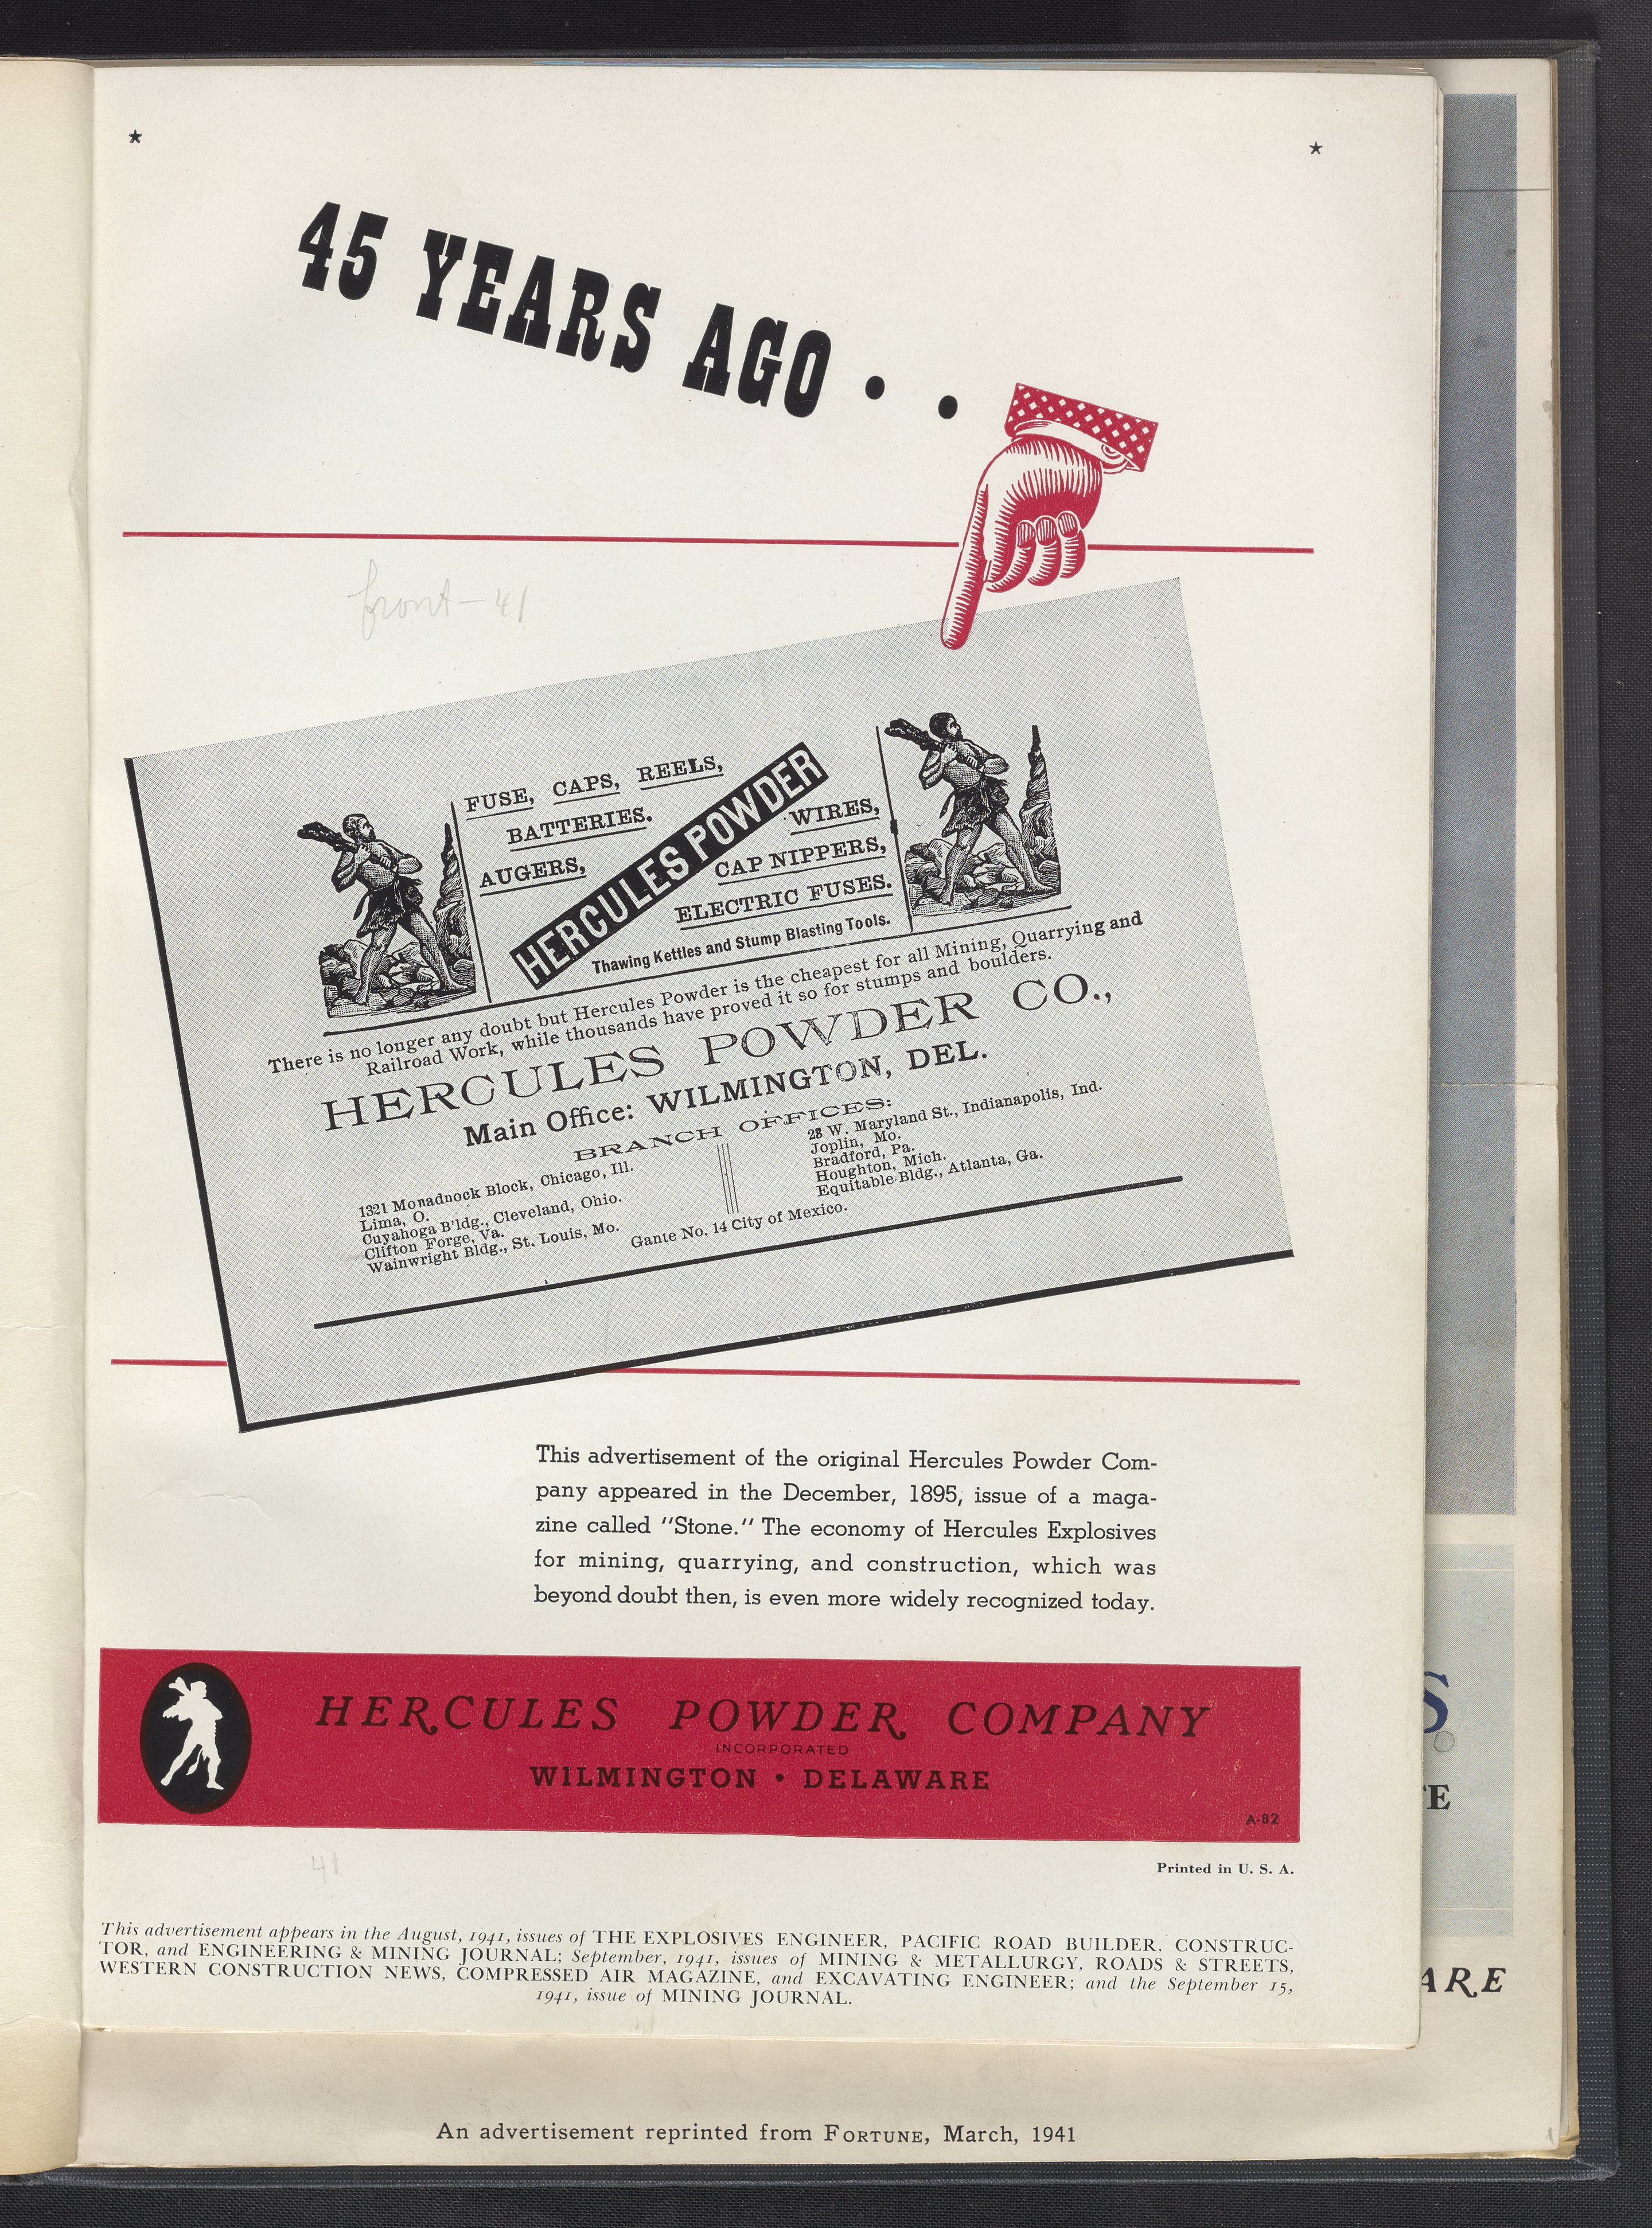 ★ ★
45 YEARS AGO . .
front - 41
FUSE, CAPS, REELS,
BATTERIES.
AUGERS,
HERCULES POWDER
WIRES,
CAP NIPPERS,
ELECTRIC FUSES.
Thawing Kettles and Stump Blasting Tools.
There is no longer any doubt but Hercules Powder is the cheapest for all Mining, Quarrying and
Railroad Work, while thousands have proved it so for stumps and boulders.
HERCULES POWDER CO.,
Main Office: WILMINGTON, DEL.
BRANCH OFFICES:
1321 Monadnock Block, Chicago, Ill.
Lima, O.
Cuyahoga B'ldg., Cleveland, Ohio.
Clifton Forge, Va.
Wainwright Bldg., St. Louis, Mo.
W. Maryland St., Indianapolis, Ind.
Joplin, Mo.
Bradford, Pa.
Houghton, Mich.
Equitable Bldg., Atlanta, Ga.
Gante No. 14 City of Mexico.
This advertisement of the original Hercules Powder Com-
pany appeared in the December, 1895, issue of a maga-
zine called "Stone." The economy of Hercules Explosives
for mining, quarrying, and construction, which was
beyond doubt then, is even more widely recognized today.
HERCULES POWDER COMPANY
INCORPORATED
WILMINGTON • DELAWARE
A-82
41
Printed in U. S. A.
This advertisement appears in the August, 1941, issues of THE EXPLOSIVES ENGINEER, PACIFIC ROAD BUILDER, CONSTRUC-
TOR, and ENGINEERING & MINING JOURNAL; September, 1941, issues of MINING & METALLURGY, ROADS & STREETS,
WESTERN CONSTRUCTION NEWS, COMPRESSED AIR MAGAZINE, and EXCAVATING ENGINEER; and the September 15,
1941, issue of MINING JOURNAL.
An advertisement reprinted from FORTUNE, March, 1941
S.
TE
ARE